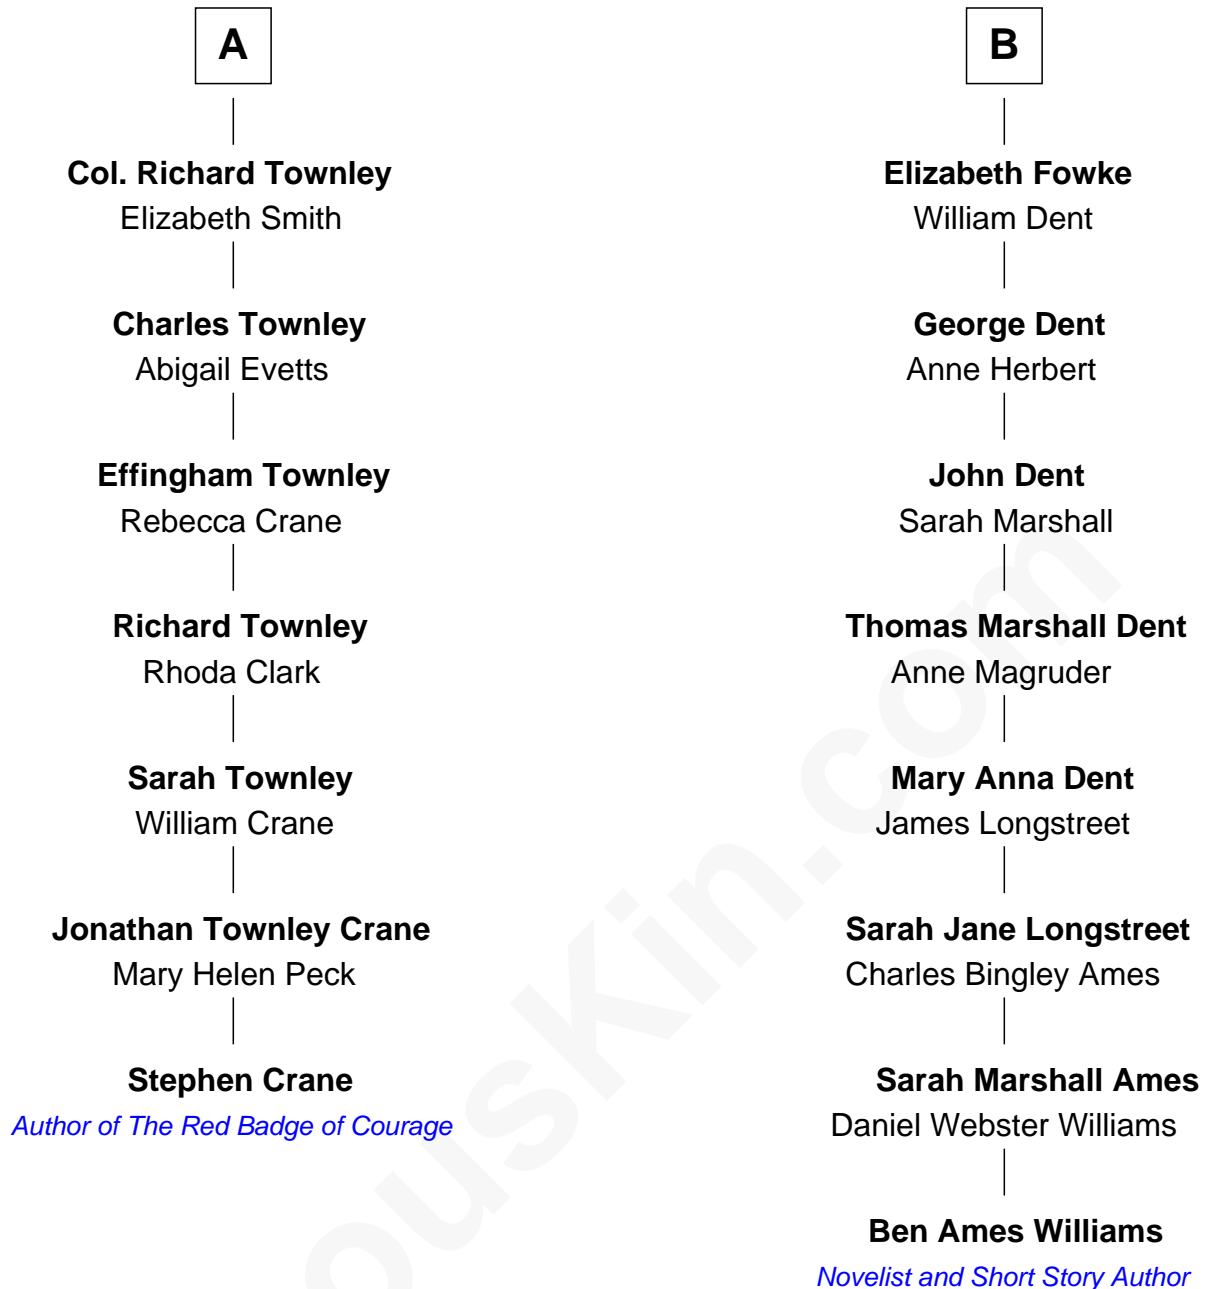 A
Col. Richard Townley
Elizabeth Smith
Charles Townley
Abigail Evetts
Effingham Townley
Rebecca Crane
Richard Townley
Rhoda Clark
Sarah Townley
William Crane
Jonathan Townley Crane
Mary Helen Peck
Stephen Crane
Author of The Red Badge of Courage
B
Elizabeth Fowke
William Dent
George Dent
Anne Herbert
John Dent
Sarah Marshall
Thomas Marshall Dent
Anne Magruder
Mary Anna Dent
James Longstreet
Sarah Jane Longstreet
Charles Bingley Ames
Sarah Marshall Ames
Daniel Webster Williams
Ben Ames Williams
Novelist and Short Story Author
ousKin.com